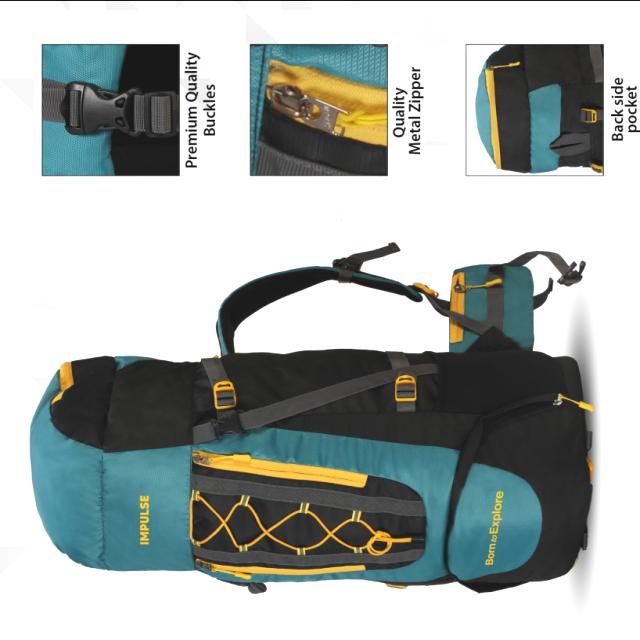 Premium Quality
Buckles
Quality
Metal Zipper
Back side
pocket
IMPULSE
Born to Explore